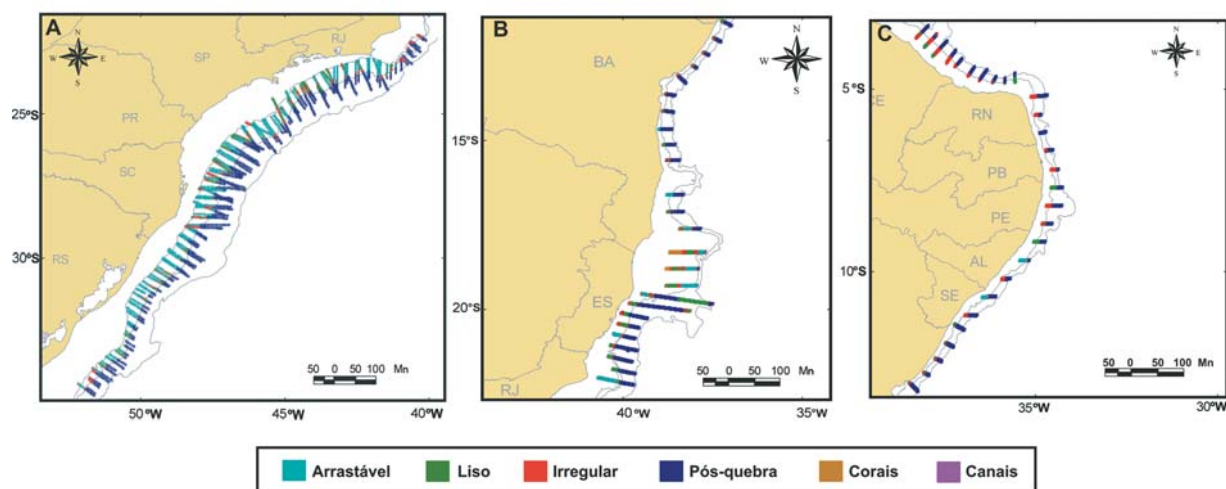 A
N
W E
S
RJ
SP
25ºS
PR
SC
30ºS
RS
50 0 50 100 Mn
50ºW 45ºW 40ºW
B
N
W
S
BA
15ºS
ES
20ºS
50 0 50 100 Mn
RJ
40ºW 35ºW
C
N
W E
S
5ºS
CE
RN
PB
PE
10ºS
AL
SE
50 0 50 100 Mn
35ºW 30ºW
Arrastável Liso Irregular Pós-quebra Corais Canais